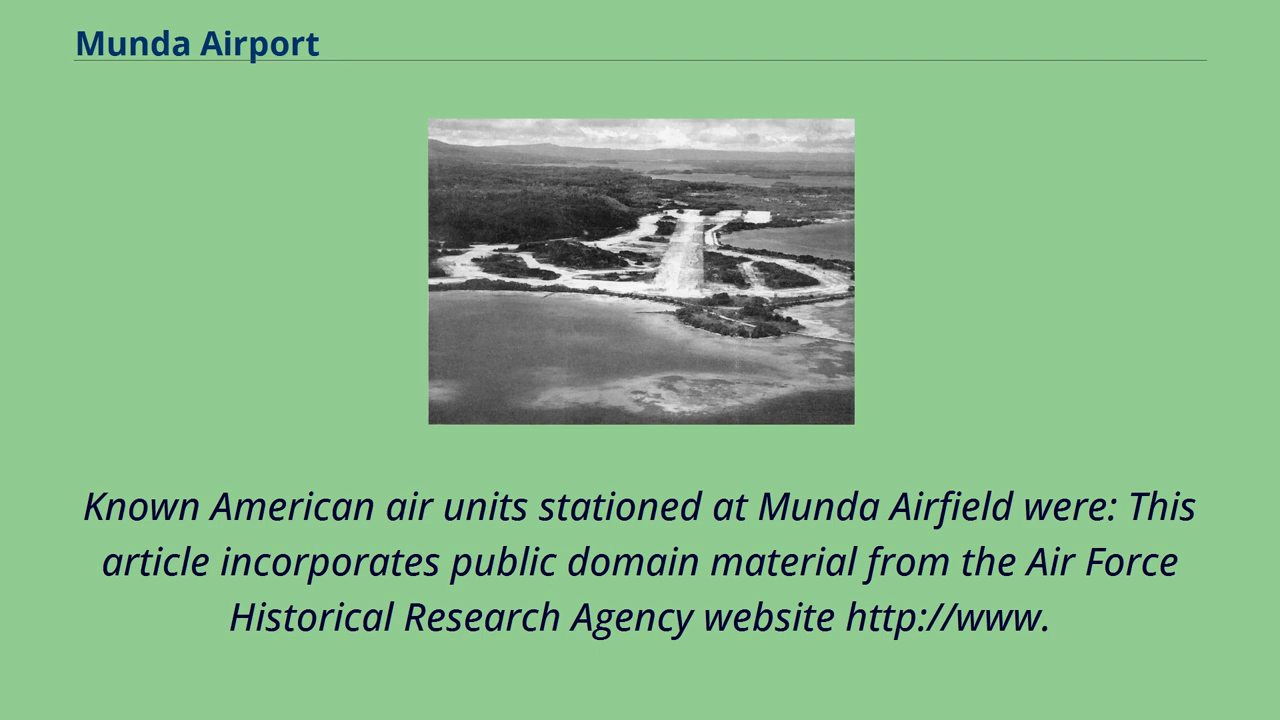 Munda Airport
Known American air units stationed at Munda Airfield were: This
article incorporates public domain material from the Air Force
Historical Research Agency website http://www.